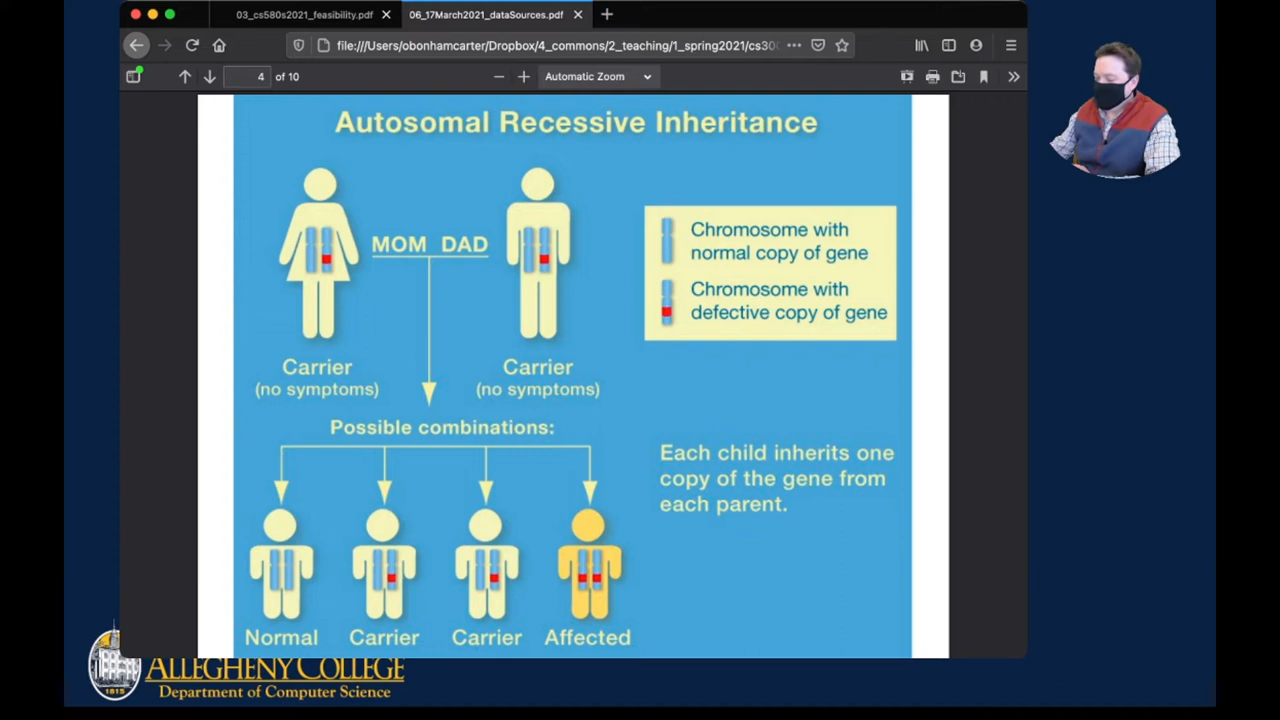 03_cs580s2021_feasibility.pdf
06_17March2021_dataSources.pdf
file:///Users/obonhamcarter/Dropbox/4_commons/2_teaching/1_spring2021/cs300
4 of 10
Automatic Zoom
Autosomal Recessive Inheritance
MOM DAD
Chromosome with
normal copy of gene
Chromosome with
defective copy of gene
Carrier
(no symptoms)
Carrier
(no symptoms)
Possible combinations:
Each child inherits one
copy of the gene from
each parent.
Normal
Carrier
Carrier
Affected
1815
ALLEGHENY COLLEGE
Department of Computer Science